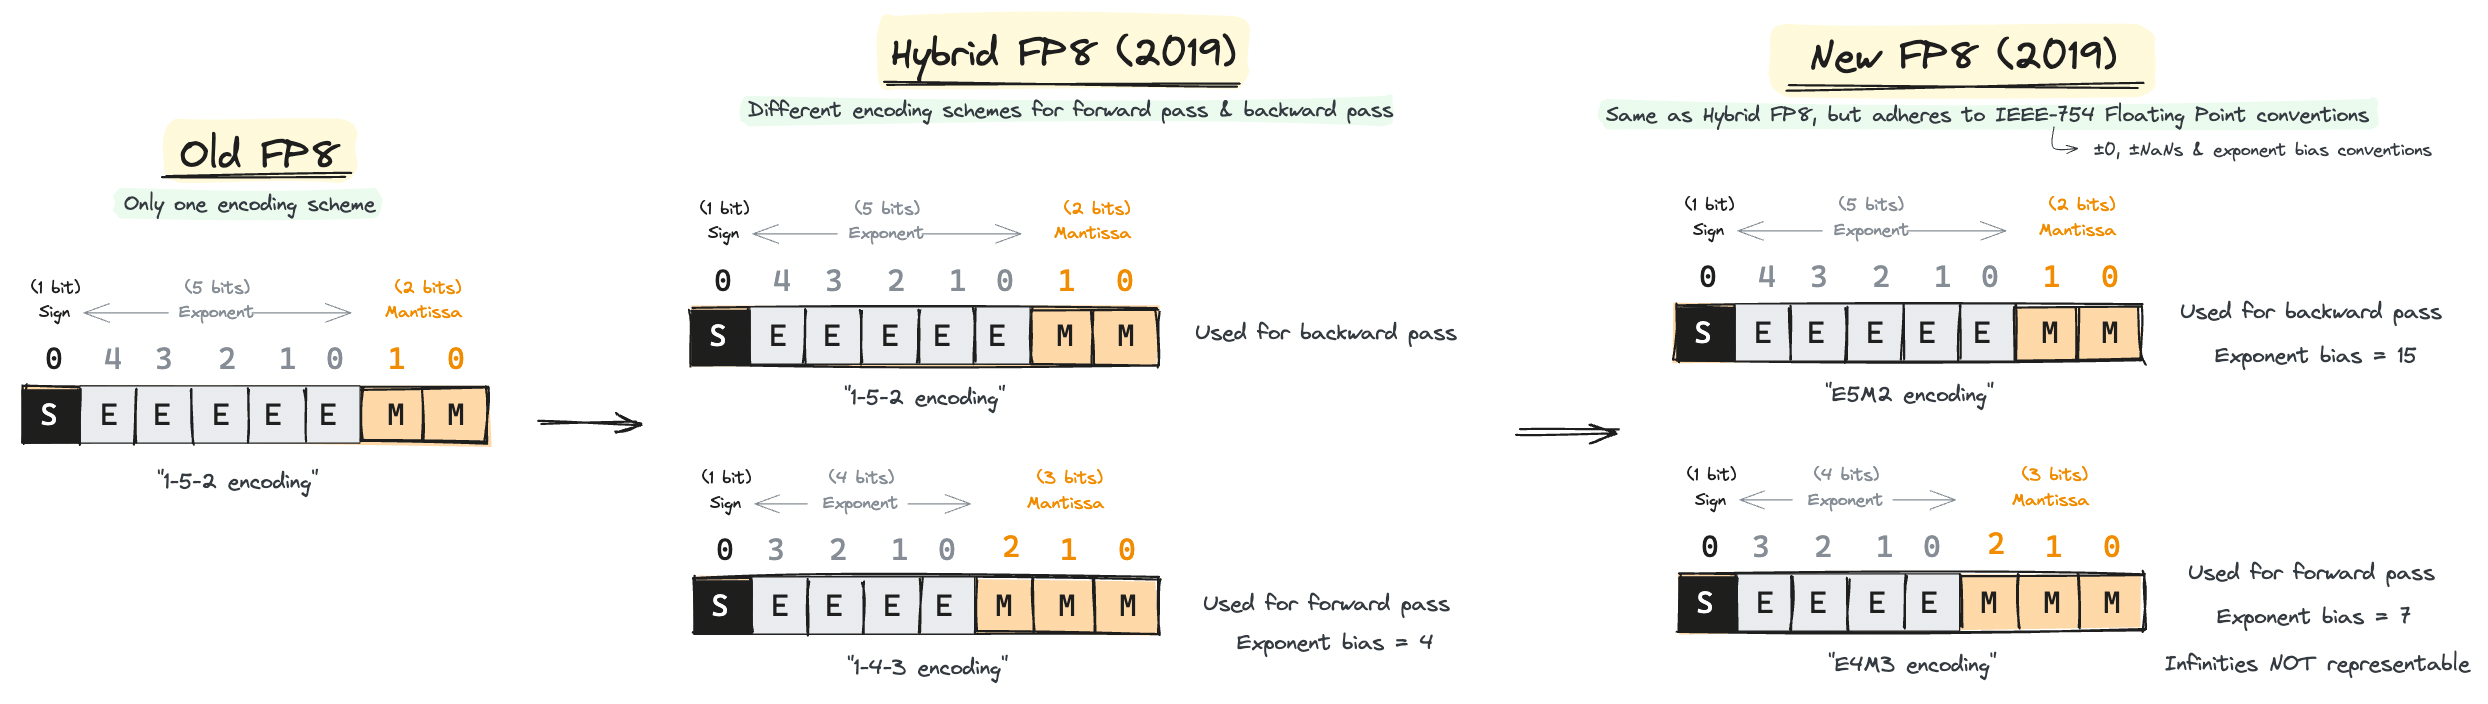 Old FP8
Only one encoding scheme
(1 bit) (5 bits) (2 bits)
Sign Exponent Mantissa
0 4 3 2 1 0 1 0
S E E E E E M M
"1-5-2 encoding"
Hybrid FP8 (2019)
Different encoding schemes for forward pass & backward pass
(1 bit) (5 bits) (2 bits)
Sign Exponent Mantissa
0 4 3 2 1 0 1 0
S E E E E E M M
Used for backward pass
"1-5-2 encoding"
(1 bit) (4 bits) (3 bits)
Sign Exponent Mantissa
0 3 2 1 0 2 1 0
S E E E E M M M
Used for forward pass
Exponent bias = 4
"1-4-3 encoding"
New FP8 (2019)
Same as Hybrid FP8, but adheres to IEEE-754 Floating Point conventions
±0, ±NaNs & exponent bias conventions
(1 bit) (5 bits) (2 bits)
Sign Exponent Mantissa
0 4 3 2 1 0 1 0
S E E E E E M M
Used for backward pass
Exponent bias = 15
"E5M2 encoding"
(1 bit) (4 bits) (3 bits)
Sign Exponent Mantissa
0 3 2 1 0 2 1 0
S E E E E M M M
Used for forward pass
Exponent bias = 7
Infinities NOT representable
"E4M3 encoding"